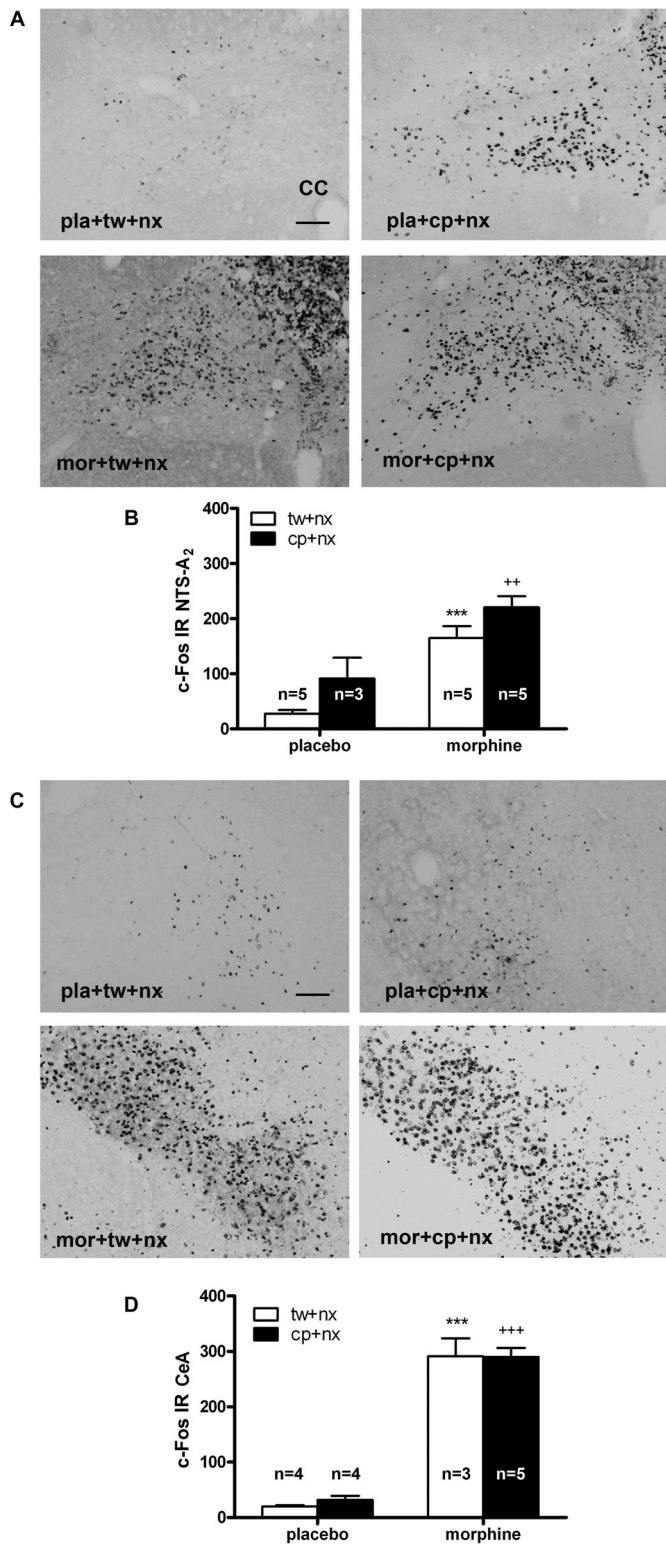 A
CC
pla+tw+nx
pla+cp+nx
mor+tw+nx
mor+cp+nx
B
c-Fos IR NTS-A₂
400
300
200
100
0
tw+nx
cp+nx
***
++
n=5
n=3
n=5
n=5
placebo
morphine
C
pla+tw+nx
pla+cp+nx
mor+tw+nx
mor+cp+nx
D
c-Fos IR CeA
400
300
200
100
0
tw+nx
cp+nx
***
+++
n=4
n=4
n=3
n=5
placebo
morphine